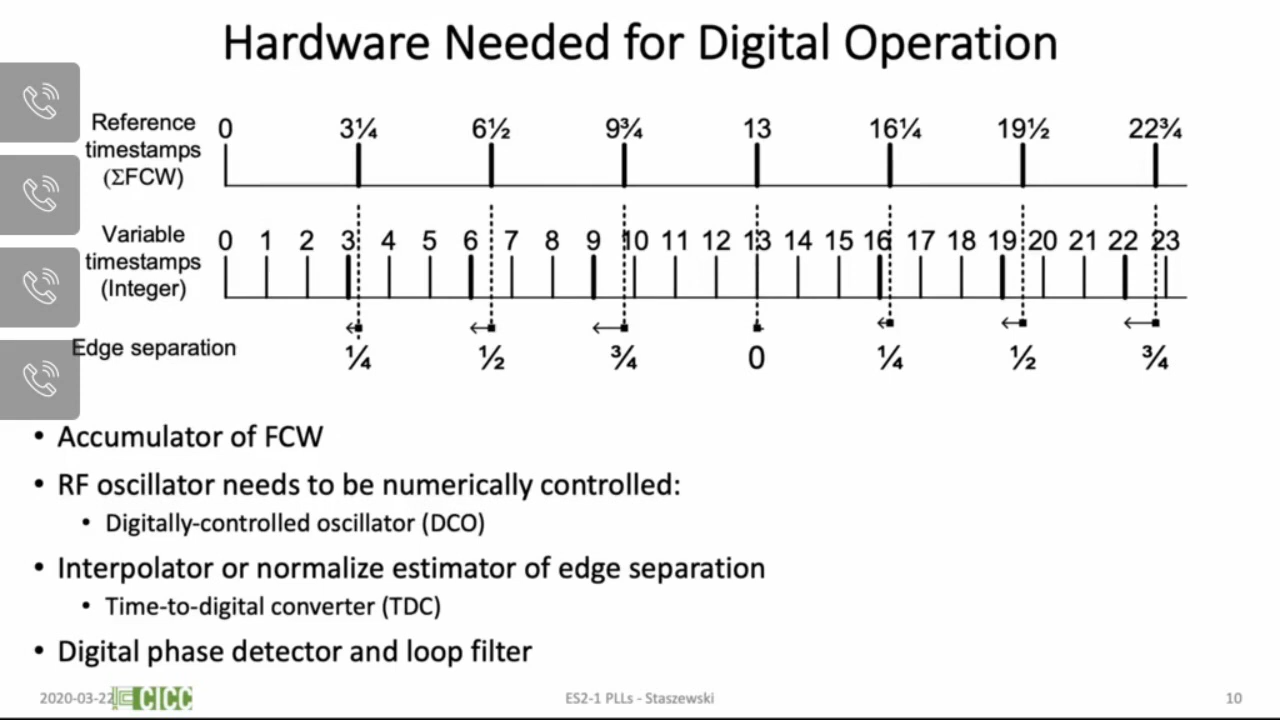 Hardware Needed for Digital Operation
Reference timestamps (ΣFCW)
0 3¼ 6½ 9¾ 13 16¼ 19½ 22¾
Variable timestamps (Integer)
0 1 2 3 4 5 6 7 8 9 10 11 12 13 14 15 16 17 18 19 20 21 22 23
Edge separation
¼ ½ ¾ 0 ¼ ½ ¾
• Accumulator of FCW
• RF oscillator needs to be numerically controlled:
• Digitally-controlled oscillator (DCO)
• Interpolator or normalize estimator of edge separation
• Time-to-digital converter (TDC)
• Digital phase detector and loop filter
2020-03-22 CICC ES2-1 PLLs - Staszewski 10